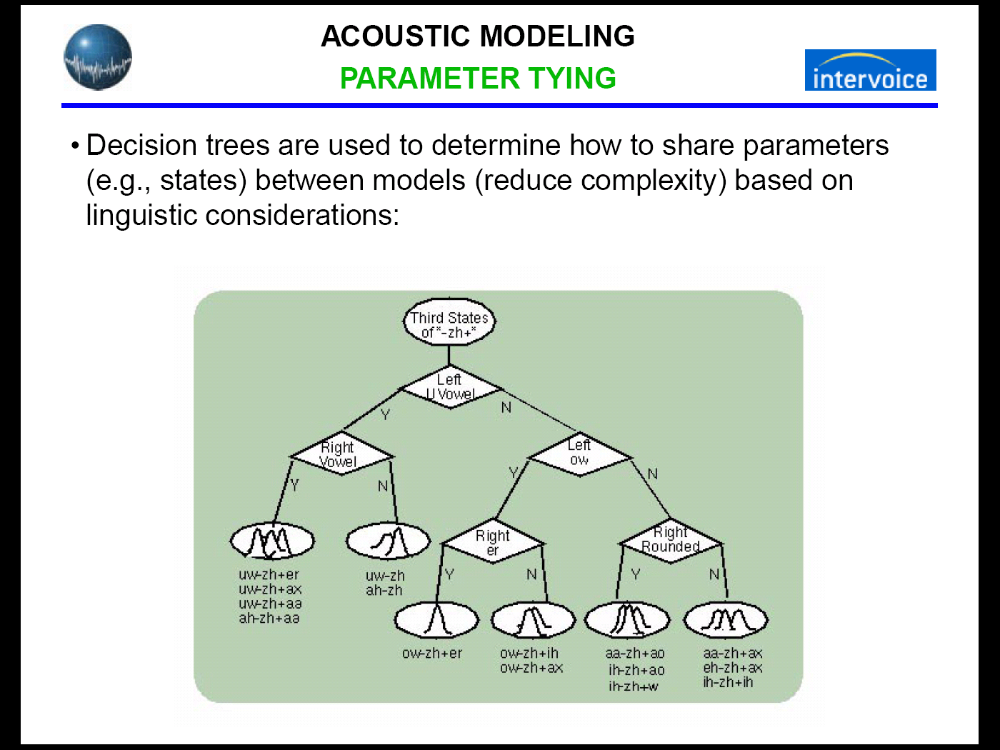 ACOUSTIC MODELING
PARAMETER TYING
intervoice
• Decision trees are used to determine how to share parameters
(e.g., states) between models (reduce complexity) based on
linguistic considerations:
Third States
of *-zh+*
Left
U Vowel
Y
N
Right
Vowel
Left
ow
Y
N
Y
N
Right
er
Right
Rounded
Y
N
Y
N
uw-zh+er
uw-zh+ax
uw-zh+aa
ah-zh+aa
uw-zh
ah-zh
ow-zh+er
ow-zh+ih
ow-zh+ax
aa-zh+ao
ih-zh+ao
ih-zh+w
aa-zh+ax
eh-zh+ax
ih-zh+ih